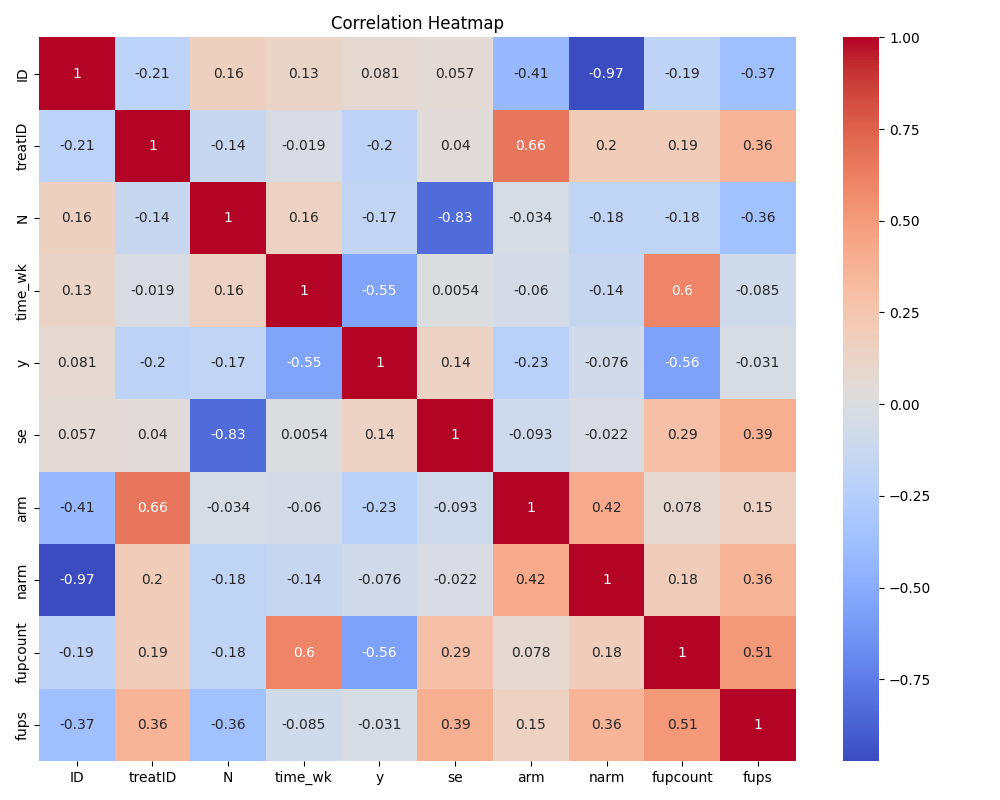 Correlation Heatmap
ID 1 -0.21 0.16 0.13 0.081 0.057 -0.41 -0.97 -0.19 -0.37
treatID -0.21 1 -0.14 -0.019 -0.2 0.04 0.66 0.2 0.19 0.36
N 0.16 -0.14 1 0.16 -0.17 -0.83 -0.034 -0.18 -0.18 -0.36
time_wk 0.13 -0.019 0.16 1 -0.55 0.0054 -0.06 -0.14 0.6 -0.085
y 0.081 -0.2 -0.17 -0.55 1 0.14 -0.23 -0.076 -0.56 -0.031
se 0.057 0.04 -0.83 0.0054 0.14 1 -0.093 -0.022 0.29 0.39
arm -0.41 0.66 -0.034 -0.06 -0.23 -0.093 1 0.42 0.078 0.15
narm -0.97 0.2 -0.18 -0.14 -0.076 -0.022 0.42 1 0.18 0.36
fupcount -0.19 0.19 -0.18 0.6 -0.56 0.29 0.078 0.18 1 0.51
fups -0.37 0.36 -0.36 -0.085 -0.031 0.39 0.15 0.36 0.51 1
ID treatID N time_wk y se arm narm fupcount fups
1.00
0.75
0.50
0.25
0.00
−0.25
−0.50
−0.75